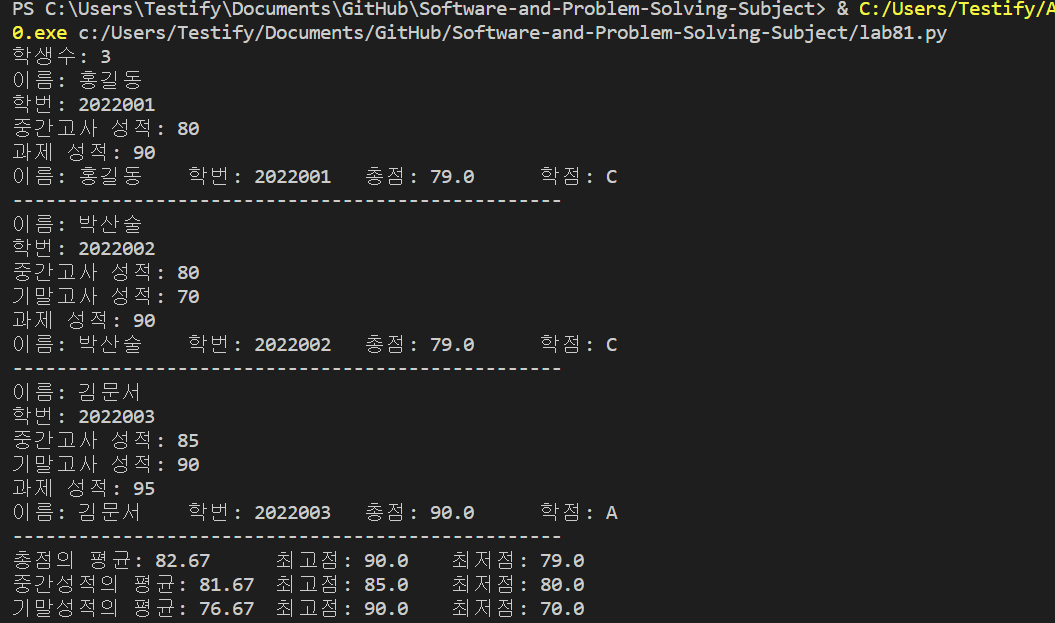 PS C:\Users\Testify\Documents\GitHub\Software-and-Problem-Solving-Subject> & C:/Users/Testify/A
0.exe c:/Users/Testify/Documents/GitHub/Software-and-Problem-Solving-Subject/lab81.py
학생수: 3
이름: 홍길동
학번: 2022001
중간고사 성적: 80
과제 성적: 90
이름: 홍길동 학번: 2022001 총점: 79.0 학점: C
--------------------------------------------------
이름: 박산술
학번: 2022002
중간고사 성적: 80
기말고사 성적: 70
과제 성적: 90
이름: 박산술 학번: 2022002 총점: 79.0 학점: C
--------------------------------------------------
이름: 김문서
학번: 2022003
중간고사 성적: 85
기말고사 성적: 90
과제 성적: 95
이름: 김문서 학번: 2022003 총점: 90.0 학점: A
--------------------------------------------------
총점의 평균: 82.67 최고점: 90.0 최저점: 79.0
중간성적의 평균: 81.67 최고점: 85.0 최저점: 80.0
기말성적의 평균: 76.67 최고점: 90.0 최저점: 70.0